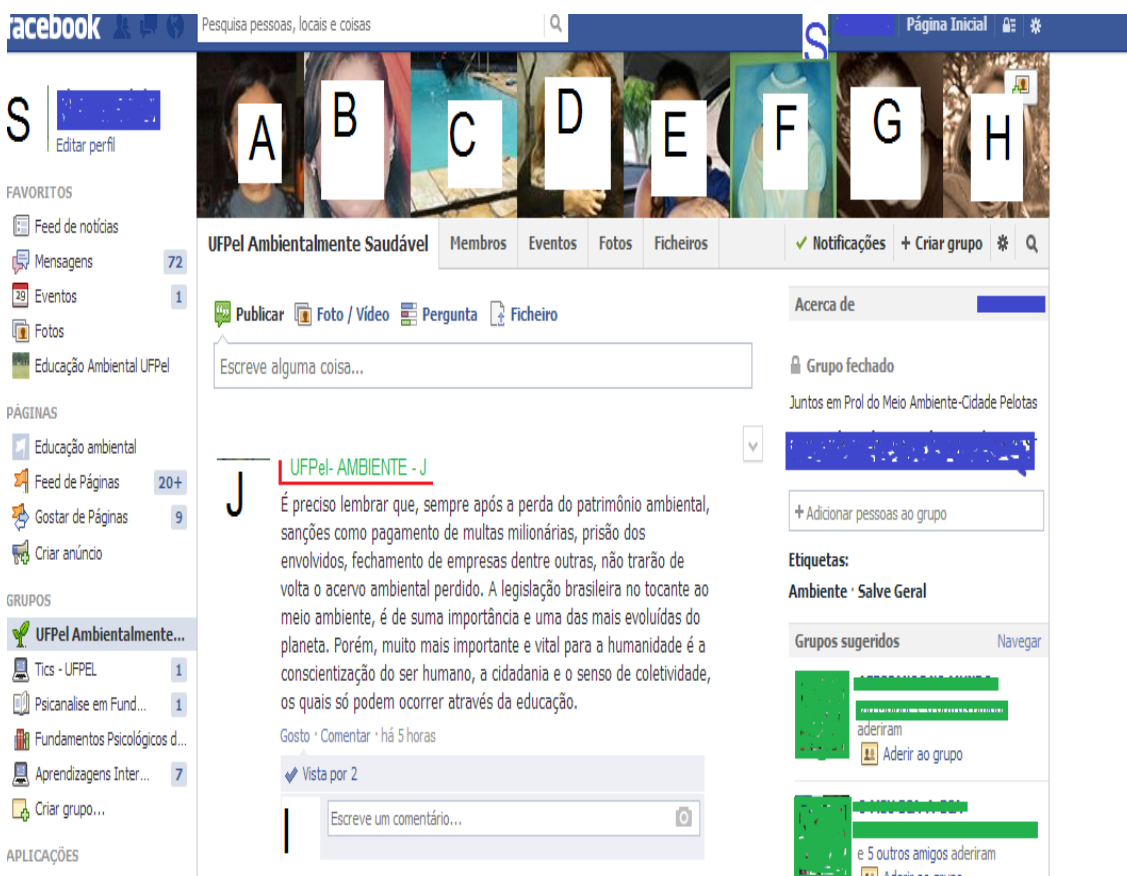 facebook
Pesquisa pessoas, locais e coisas
S
Página Inicial
S
Editar perfil
FAVORITOS
Feed de notícias
Mensagens 72
Eventos 1
Fotos
Educação Ambiental UFPel
PÁGINAS
Educação ambiental
Feed de Páginas 20+
Gostar de Páginas 9
Criar anúncio
GRUPOS
UFPel Ambientalmente...
Tics - UFPEL 1
Psicanalise em Fund... 1
Fundamentos Psicológicos d...
Aprendizagens Inter... 7
Criar grupo...
APLICAÇÕES
A B C D E F G H
UFPel Ambientalmente Saudável Membros Eventos Fotos Ficheiros
Notificações + Criar grupo
Publicar Foto / Vídeo Pergunta Ficheiro
Escreve alguma coisa...
J
UFPel- AMBIENTE - J
É preciso lembrar que, sempre após a perda do patrimônio ambiental,
sanções como pagamento de multas milionárias, prisão dos
envolvidos, fechamento de empresas dentre outras, não trarão de
volta o acervo ambiental perdido. A legislação brasileira no tocante ao
meio ambiente, é de suma importância e uma das mais evoluídas do
planeta. Porém, muito mais importante e vital para a humanidade é a
conscientização do ser humano, a cidadania e o senso de coletividade,
os quais só podem ocorrer através da educação.
Gosto · Comentar · há 5 horas
Vista por 2
I
Escreve um comentário...
Acerca de
Grupo fechado
Juntos em Prol do Meio Ambiente-Cidade Pelotas
+ Adicionar pessoas ao grupo
Etiquetas:
Ambiente · Salve Geral
Grupos sugeridos Navegar
aderiram
Aderir ao grupo
e 5 outros amigos aderiram
Aderir ao grupo